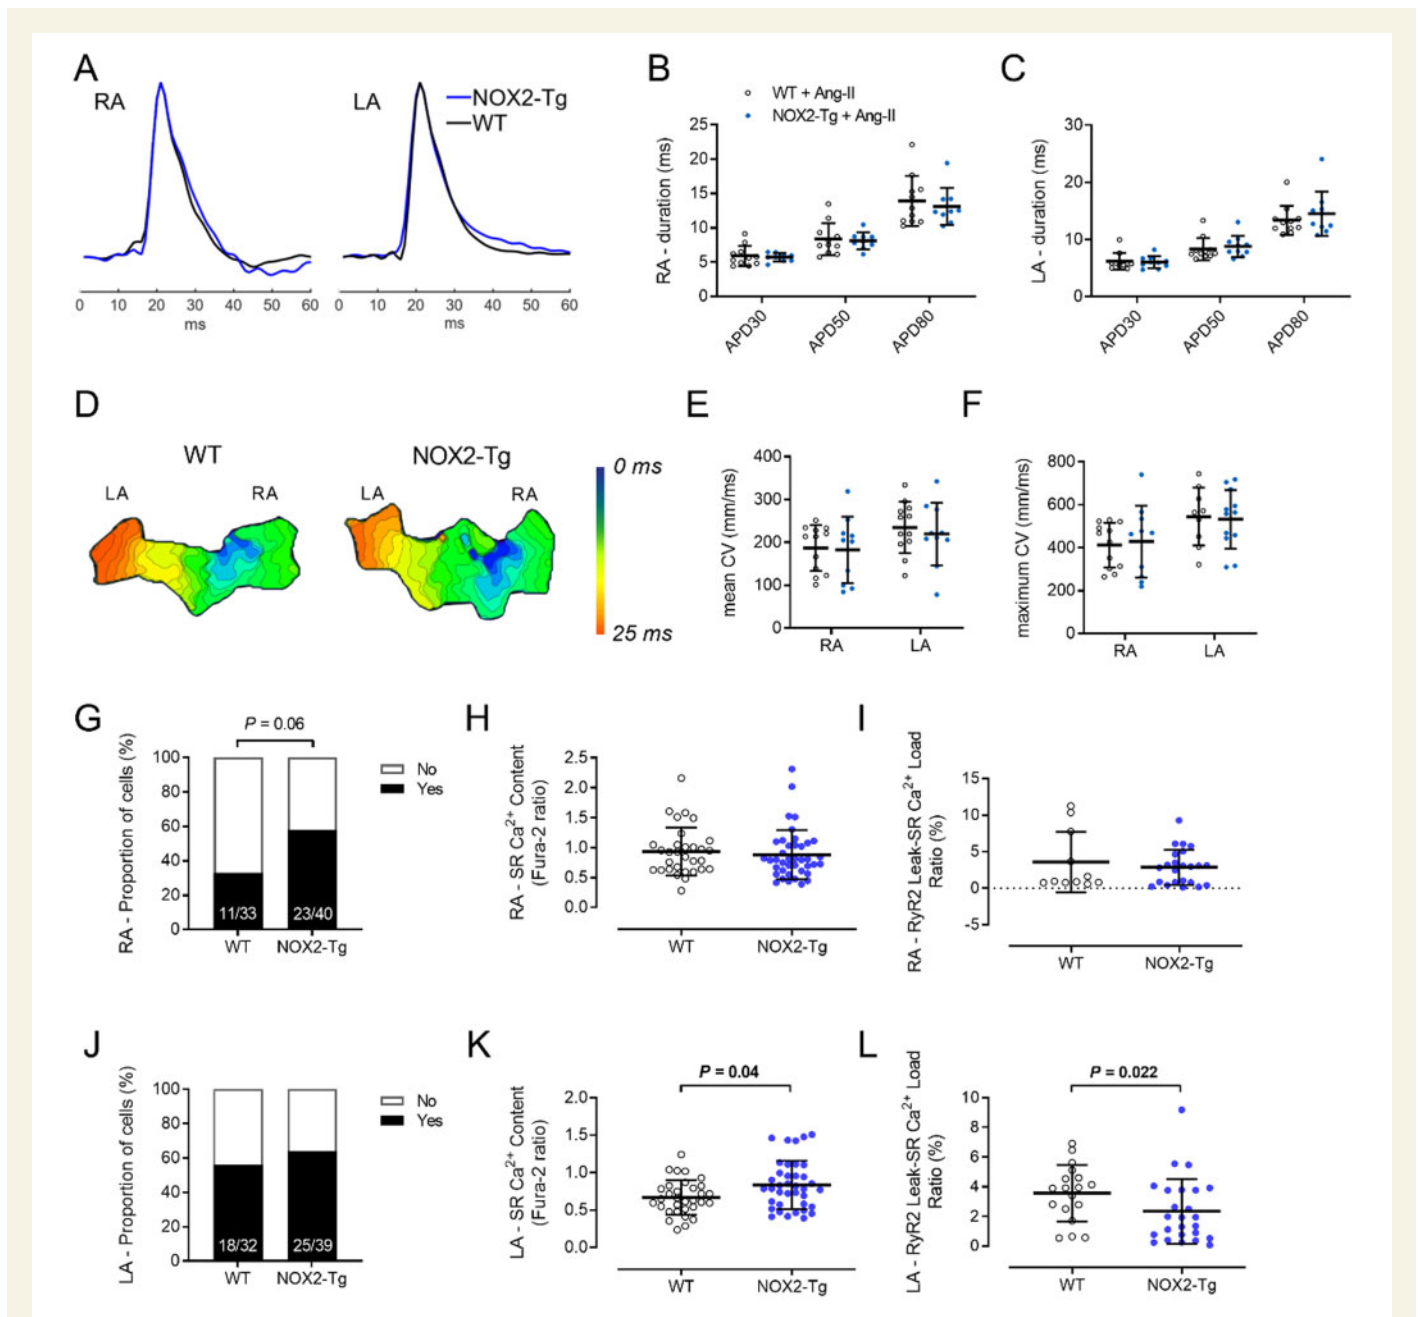 A
RA
LA
NOX2-Tg
WT
0 10 20 30 40 50 60
ms
0 10 20 30 40 50 60
ms
B
WT + Ang-II
NOX2-Tg + Ang-II
RA - duration (ms)
25
20
15
10
5
0
APD30
APD50
APD80
C
LA - duration (ms)
30
20
10
0
APD30
APD50
APD80
D
WT
LA
RA
NOX2-Tg
LA
RA
0 ms
25 ms
E
mean CV (mm/ms)
400
300
200
100
0
RA
LA
F
maximum CV (mm/ms)
800
600
400
200
0
RA
LA
G
P = 0.06
RA - Proportion of cells (%)
100
80
60
40
20
0
11/33
23/40
WT
NOX2-Tg
No
Yes
H
RA - SR Ca²⁺ Content
(Fura-2 ratio)
2.5
2.0
1.5
1.0
0.5
0.0
WT
NOX2-Tg
I
RA - RyR2 Leak-SR Ca²⁺ Load
Ratio (%)
15
10
5
0
-5
WT
NOX2-Tg
J
LA - Proportion of cells (%)
100
80
60
40
20
0
18/32
25/39
WT
NOX2-Tg
No
Yes
K
P = 0.04
LA - SR Ca²⁺ Content
(Fura-2 ratio)
2.0
1.5
1.0
0.5
0.0
WT
NOX2-Tg
L
P = 0.022
LA - RyR2 Leak-SR Ca²⁺ Load
Ratio (%)
10
8
6
4
2
0
WT
NOX2-Tg